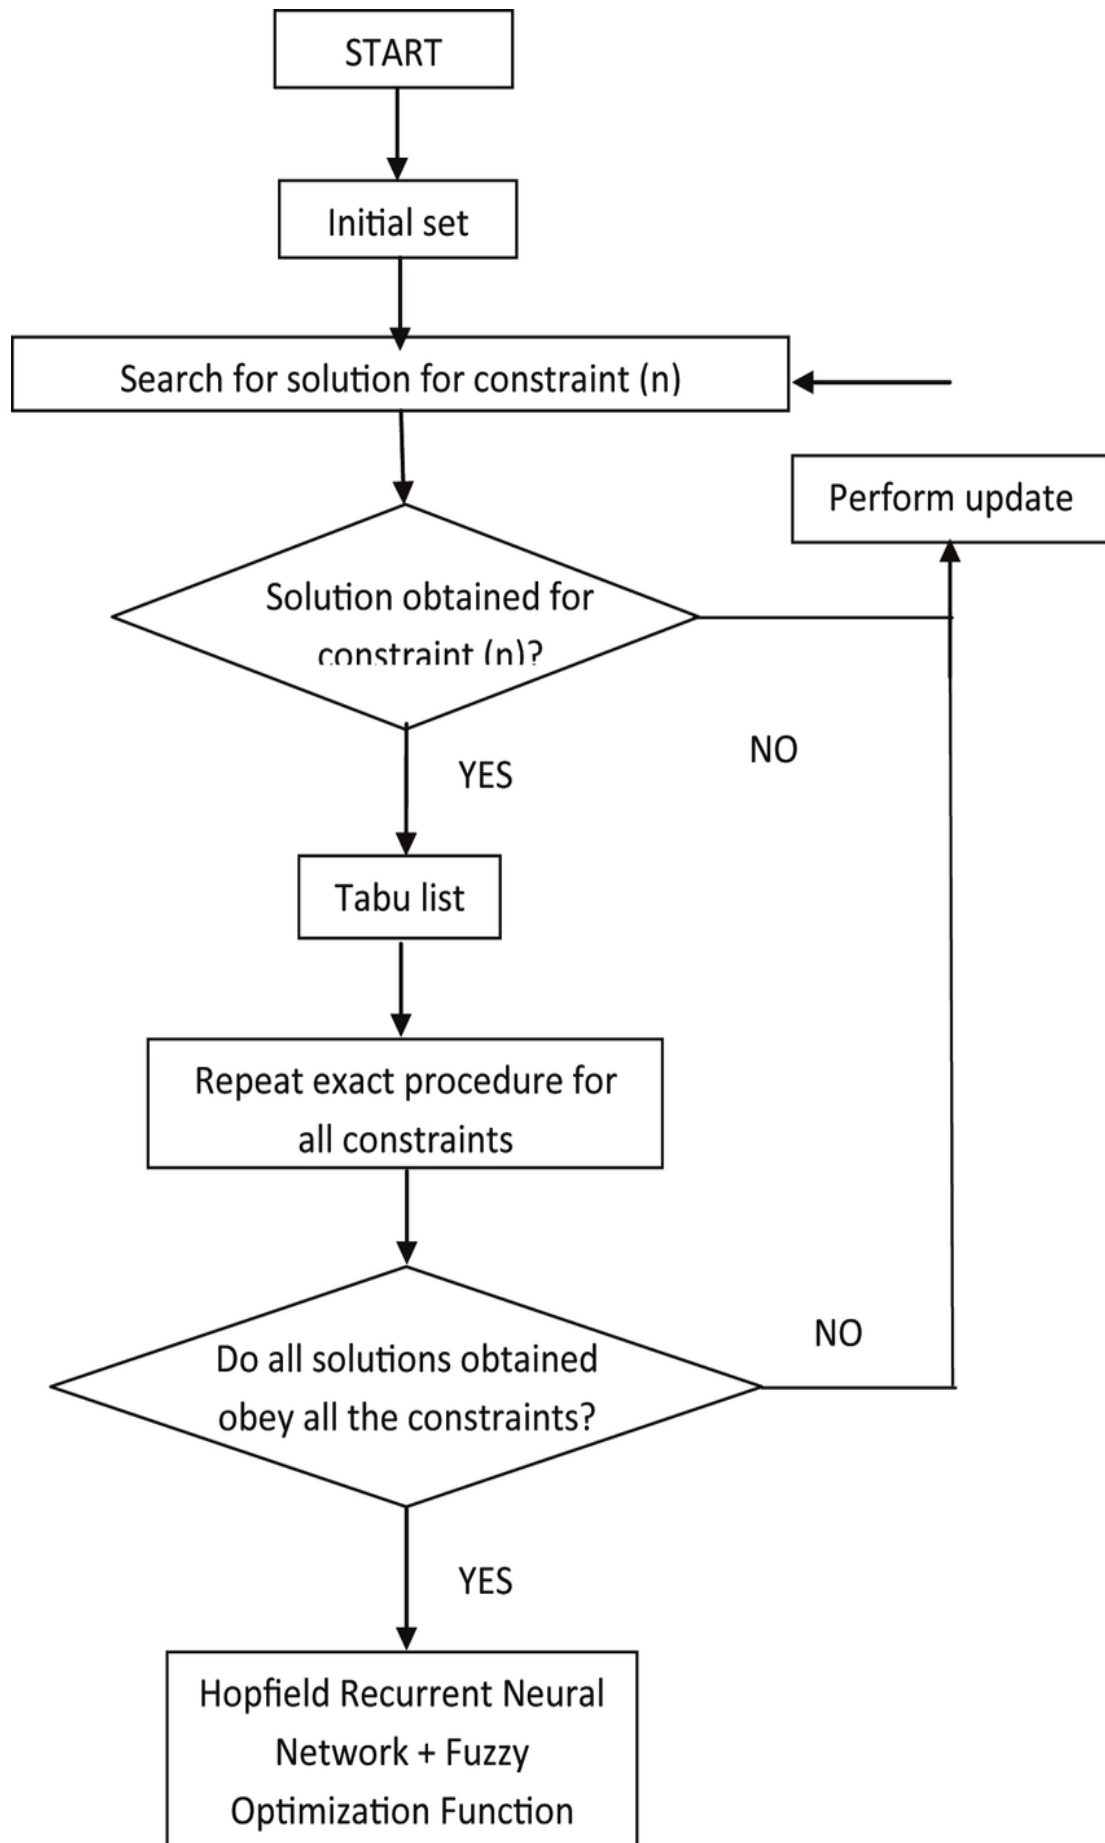 START
Initial set
Search for solution for constraint (n)
Perform update
Solution obtained for
constraint (n)?
NO
YES
Tabu list
Repeat exact procedure for
all constraints
NO
Do all solutions obtained
obey all the constraints?
YES
Hopfield Recurrent Neural
Network + Fuzzy
Optimization Function